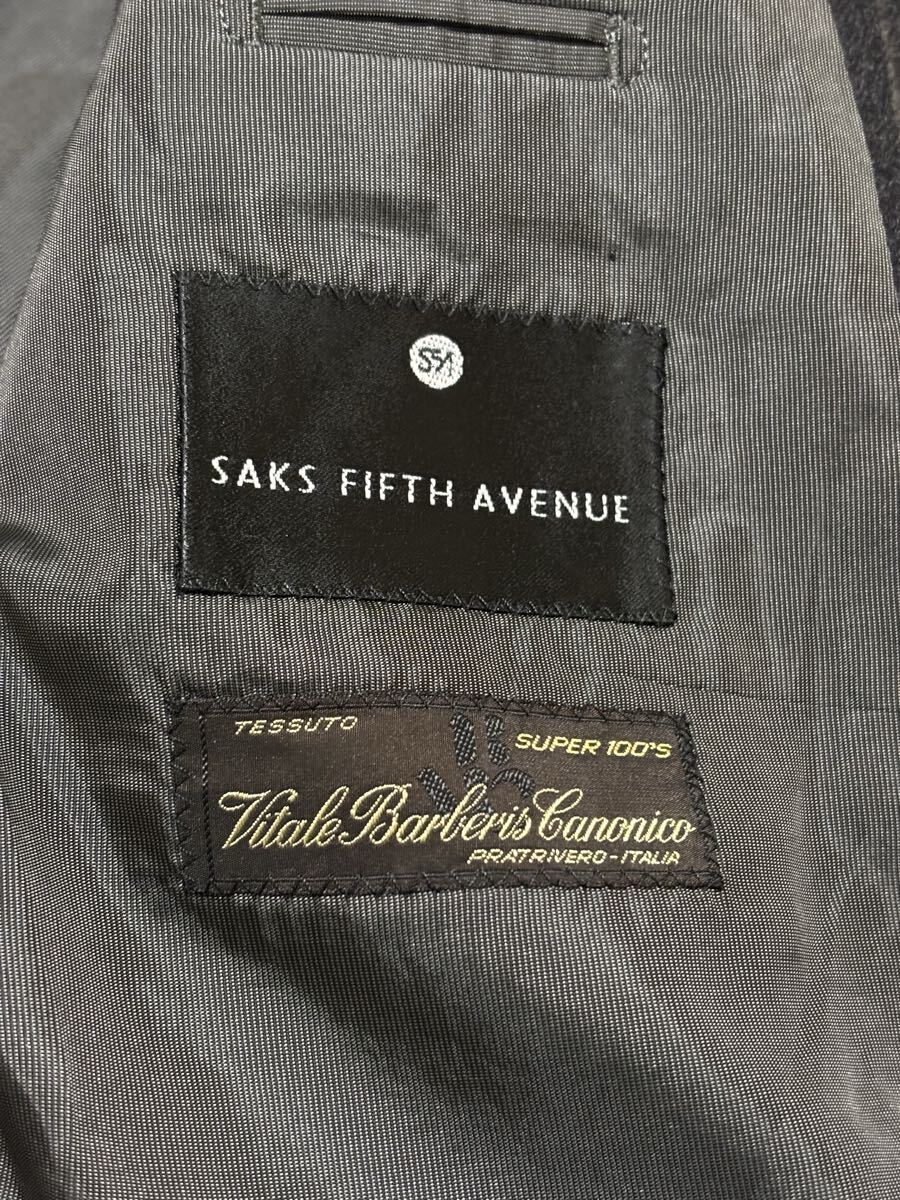 SFA
SAKS FIFTH AVENUE
TESSUTO
SUPER 100'S
Vitale Barberis Canonico
PRATRIVERO - ITALIA